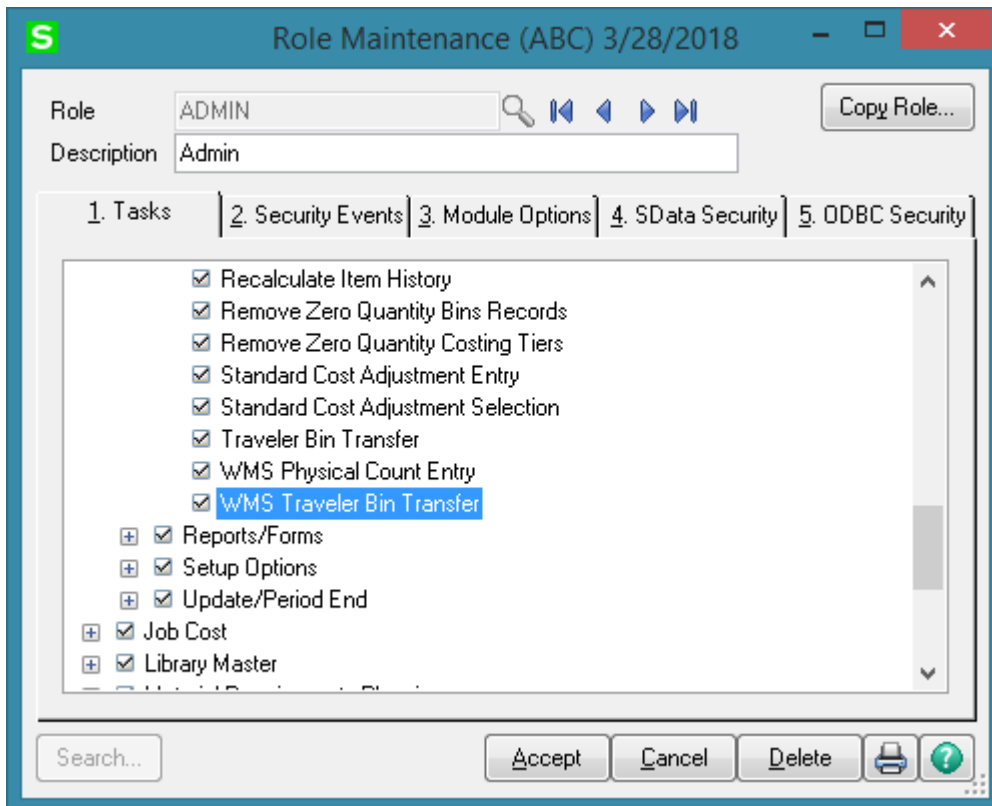 S Role Maintenance (ABC) 3/28/2018
Role ADMIN Copy Role...
Description Admin
1. Tasks 2. Security Events 3. Module Options 4. SData Security 5. ODBC Security
Recalculate Item History
Remove Zero Quantity Bins Records
Remove Zero Quantity Costing Tiers
Standard Cost Adjustment Entry
Standard Cost Adjustment Selection
Traveler Bin Transfer
WMS Physical Count Entry
WMS Traveler Bin Transfer
Reports/Forms
Setup Options
Update/Period End
Job Cost
Library Master
Search... Accept Cancel Delete ?